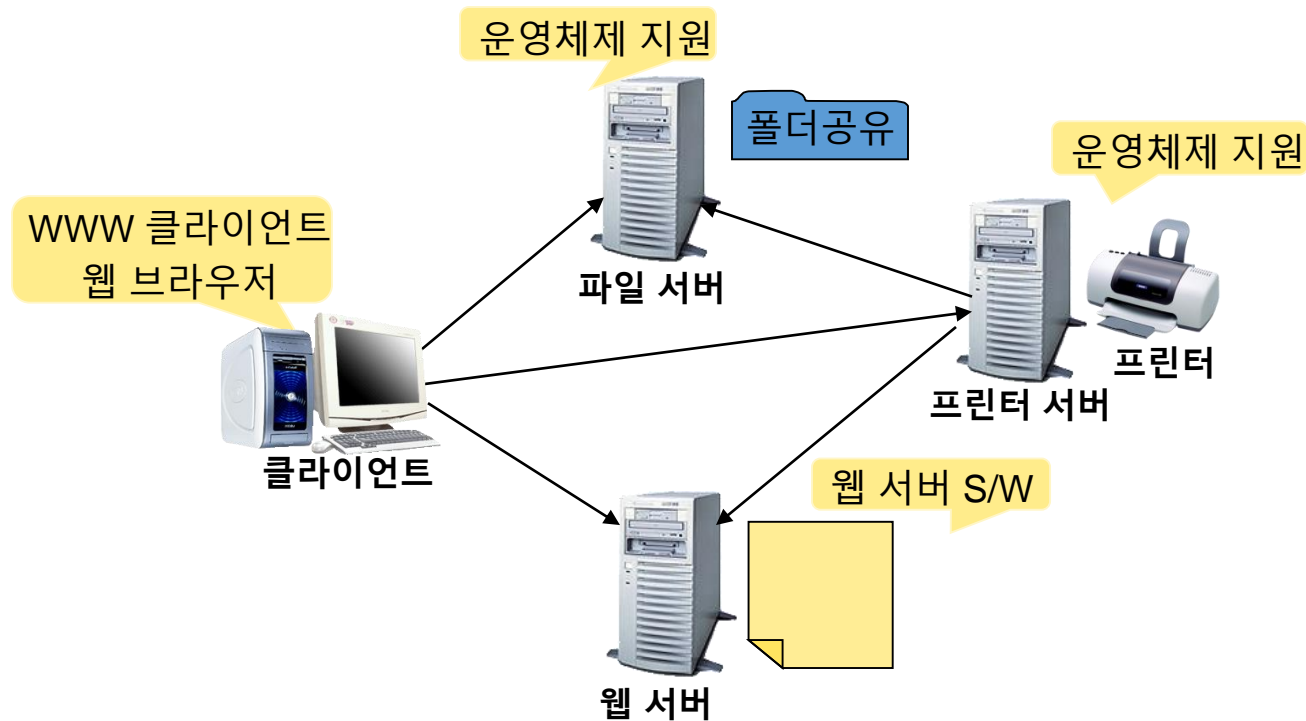 운영체제 지원
폴더공유
운영체제 지원
WWW 클라이언트
웹 브라우저
파일 서버
프린터
프린터 서버
클라이언트
웹 서버 S/W
웹 서버